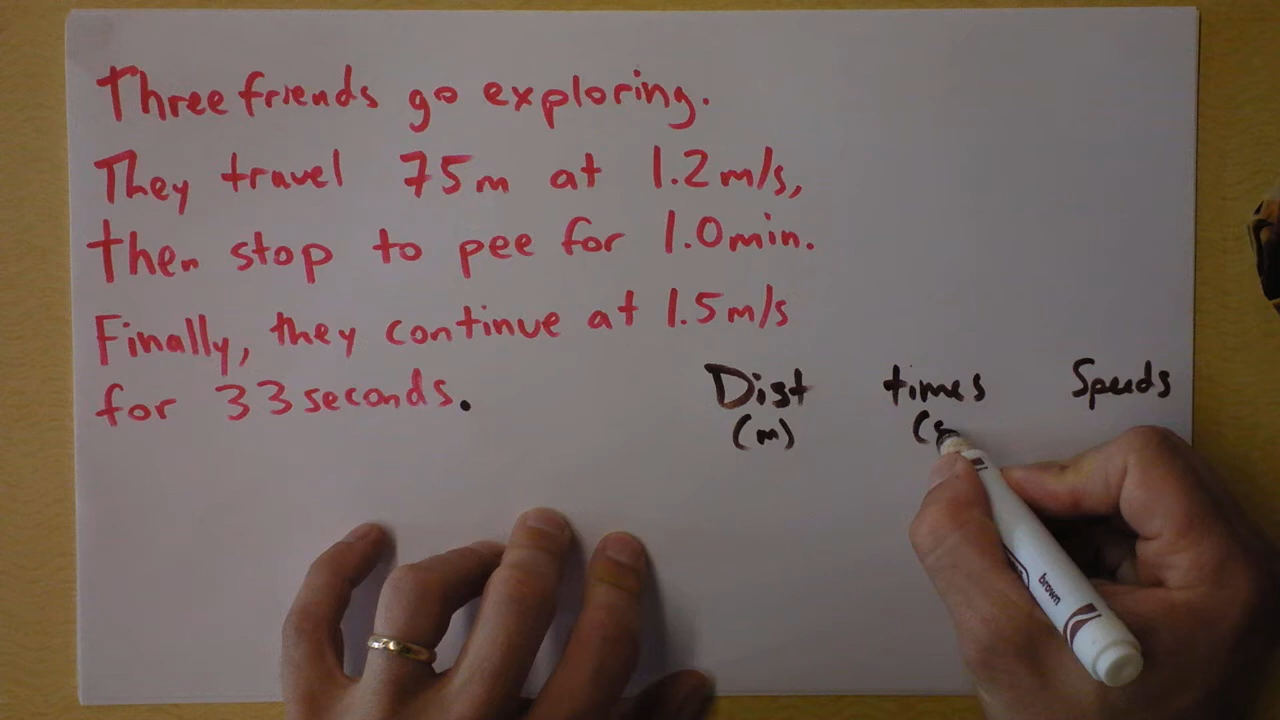 Three friends go exploring.
They travel 75m at 1.2m/s,
then stop to pee for 1.0min.
Finally, they continue at 1.5m/s
for 33 seconds.
Dist times Speeds
(m) (s
brown